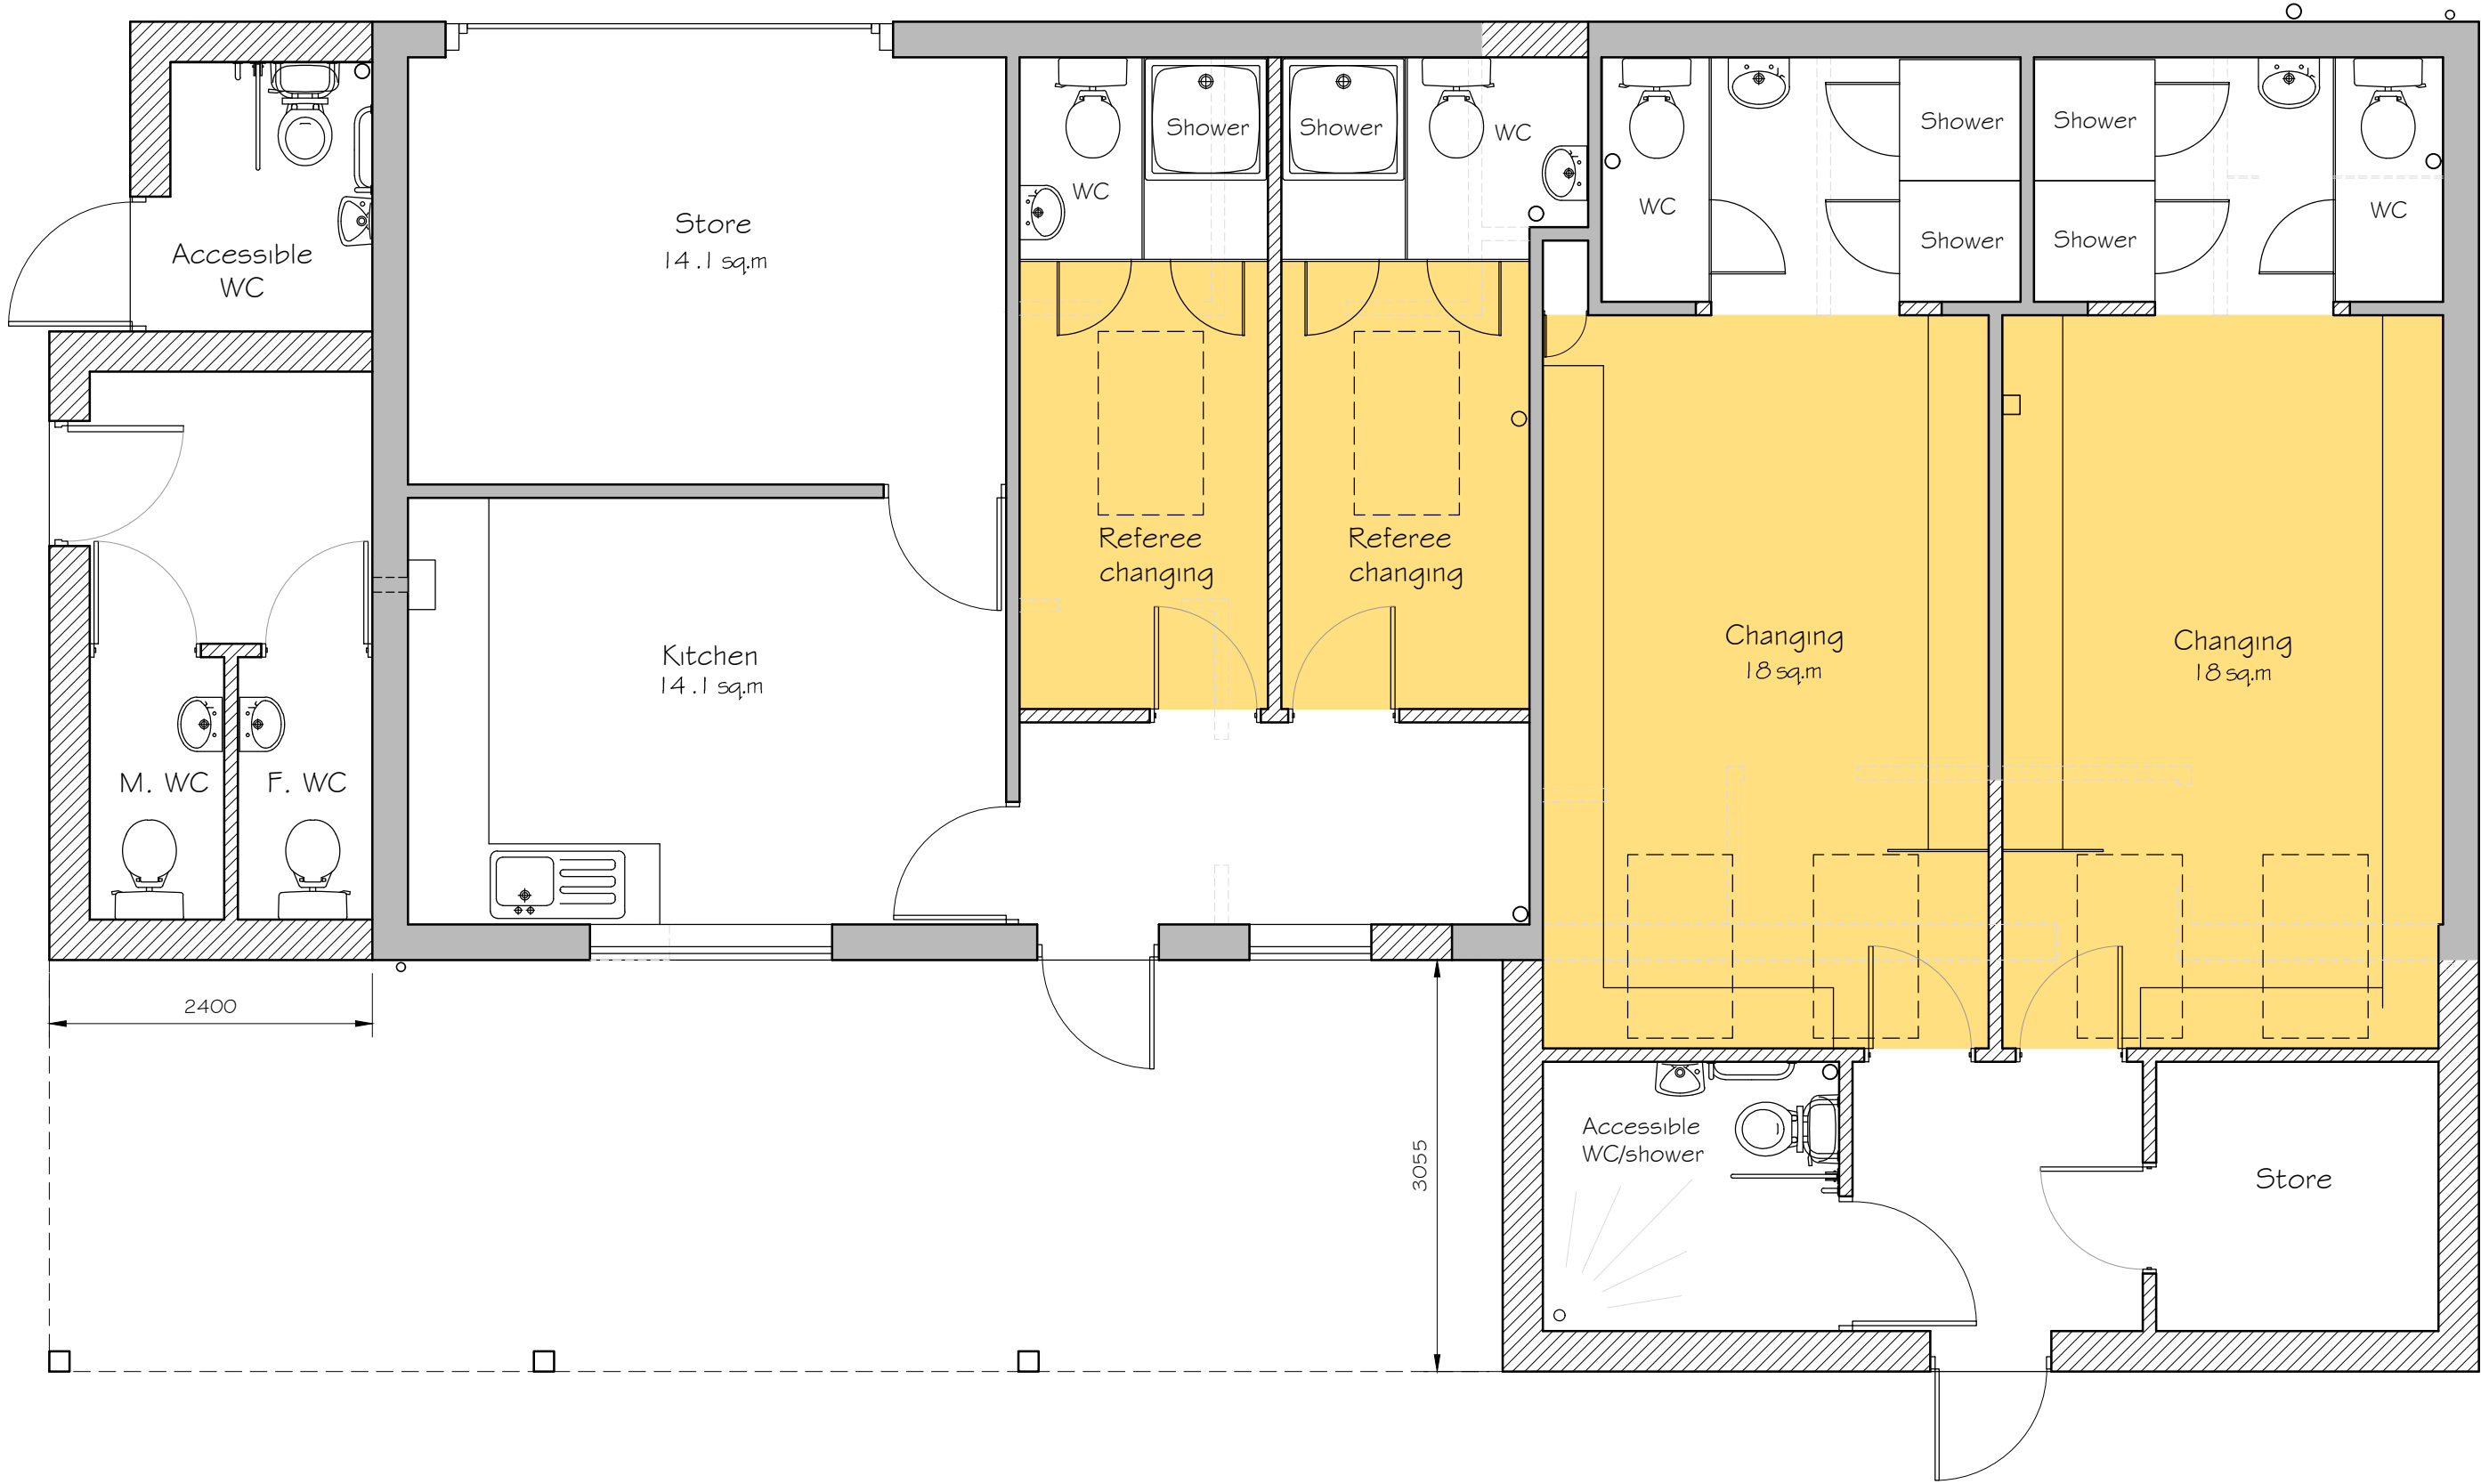 Shower
Shower
WC
WC
Shower
Shower
Shower
Shower
WC
WC
Accessible
WC
Store
14.1 sq.m
Referee
changing
Referee
changing
Kitchen
14.1 sq.m
Changing
18 sq.m
Changing
18 sq.m
M. WC
F. WC
2400
3055
Accessible
WC/shower
Store